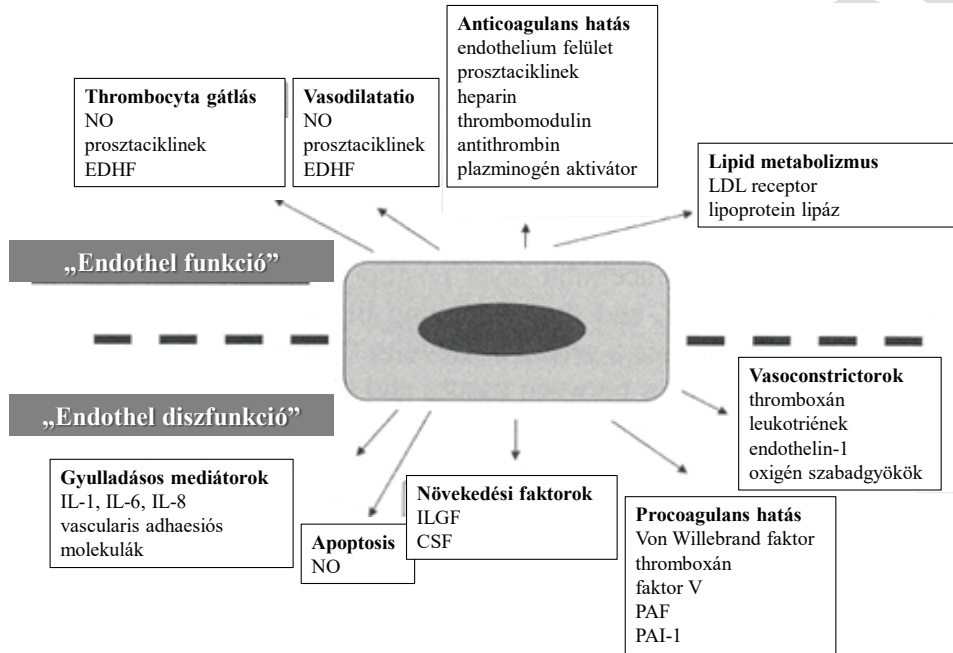 Anticoagulans hatás
endothelium felület
prosztaciklinek
heparin
thrombomodulin
antithrombin
plazminogén aktivátor
Thrombocyta gátlás
NO
prosztaciklinek
EDHF
Vasodilatatio
NO
prosztaciklinek
EDHF
Lipid metabolizmus
LDL receptor
lipoprotein lipáz
„Endothel funkció”
„Endothel diszfunkció”
Vasoconstrictorok
thromboxán
leukotriének
endothelin-1
oxigén szabadgyökök
Gyulladásos mediátorok
IL-1, IL-6, IL-8
vascularis adhaesiós
molekulák
Apoptosis
NO
Növekedési faktorok
ILGF
CSF
Procoagulans hatás
Von Willebrand faktor
thromboxán
faktor V
PAF
PAI-1